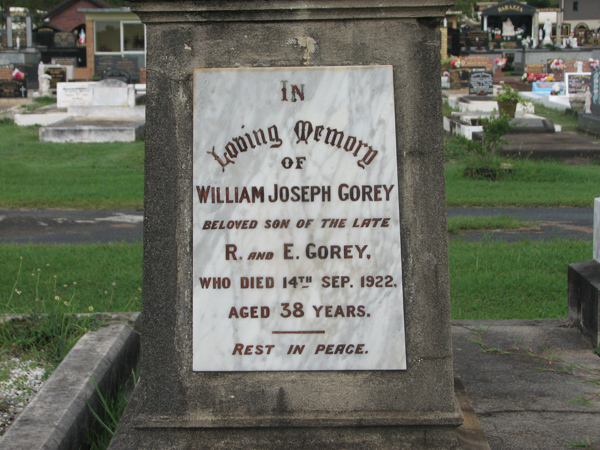 IN
Loving Memory
OF
WILLIAM JOSEPH GOREY
BELOVED SON OF THE LATE
R. AND E. GOREY,
WHO DIED 14TH SEP. 1922.
AGED 38 YEARS.
REST IN PEACE.